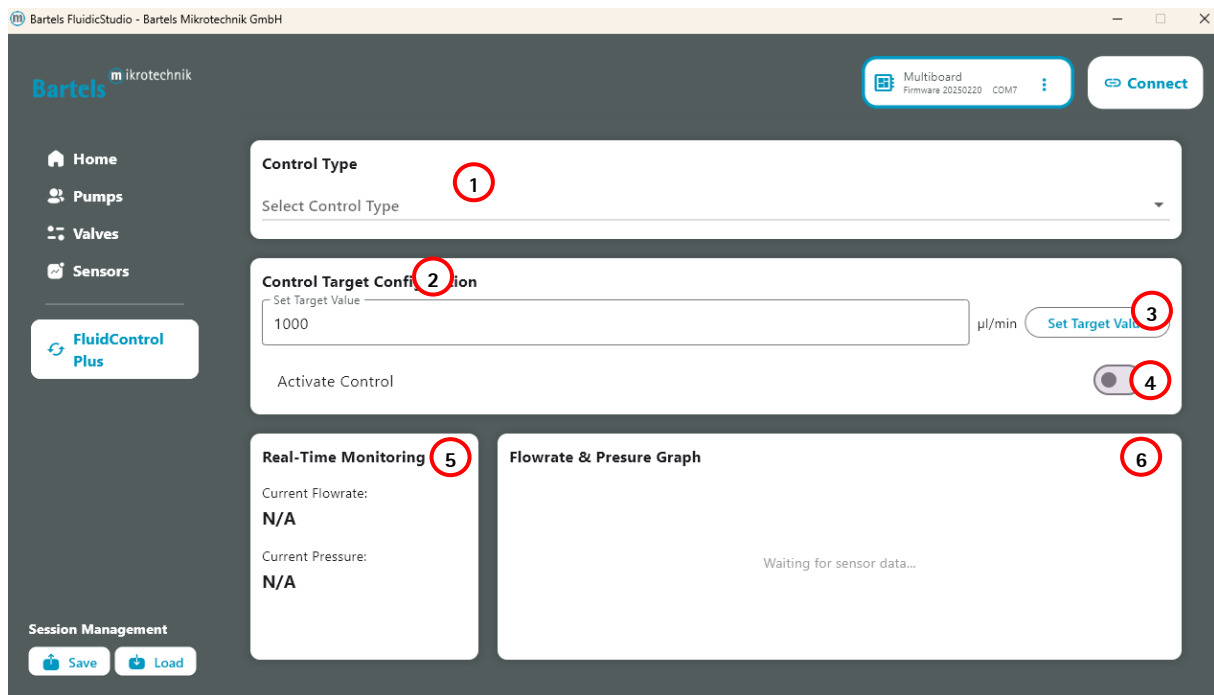 Bartels FluidicStudio - Bartels Mikrotechnik GmbH
Bartels mikrotechnik
Multiboard
Firmware 20250220 COM7
Connect
Home
Pumps
Valves
Sensors
FluidControl
Plus
Control Type
1
Select Control Type
Control Target
2
Set Target Value
1000
µl/min
Set Target
3
Activate Control
4
Real-Time Monitoring
5
Current Flowrate:
N/A
Current Pressure:
N/A
Flowrate & Presure Graph
6
Waiting for sensor data...
Session Management
Save
Load